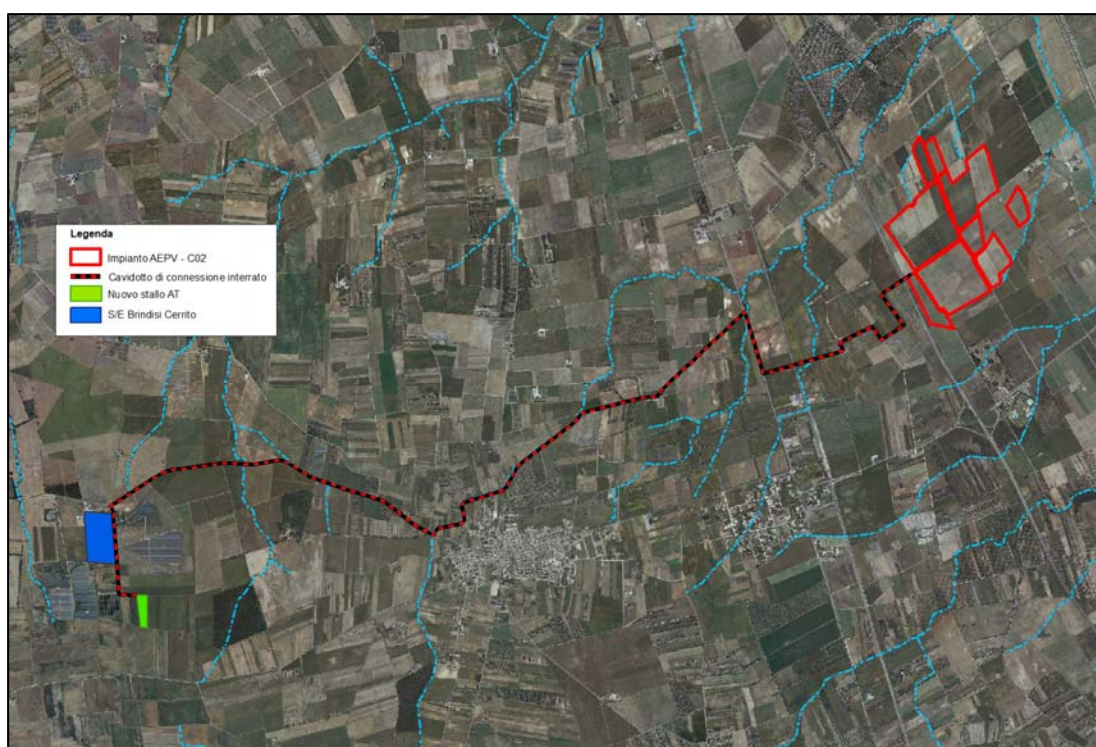 Legenda
Impianto AEPV - C02
Cavidotto di connessione interrato
Nuovo stallo AT
S/E Brindisi Cerrito